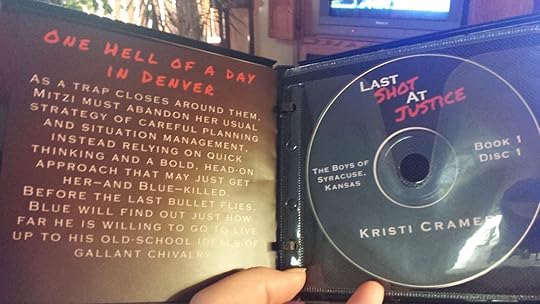 ONE HELL OF A DAY
IN DENVER
AS A TRAP CLOSES AROUND THEM,
MITZI MUST ABANDON HER USUAL
STRATEGY OF CAREFUL PLANNING
AND SITUATION MANAGEMENT,
INSTEAD RELYING ON QUICK
THINKING AND A BOLD, HEAD-ON
APPROACH THAT MAY JUST GET
HER—AND BLUE—KILLED.
BEFORE THE LAST BULLET FLIES,
BLUE WILL FIND OUT JUST HOW
FAR HE IS WILLING TO GO TO LIVE
UP TO HIS OLD-SCHOOL IDEALS OF
GALLANT CHIVALRY
LAST
SHOT
AT
JUSTICE
THE BOYS OF
SYRACUSE,
KANSAS
BOOK 1
DISC 1
KRISTI CRAMER